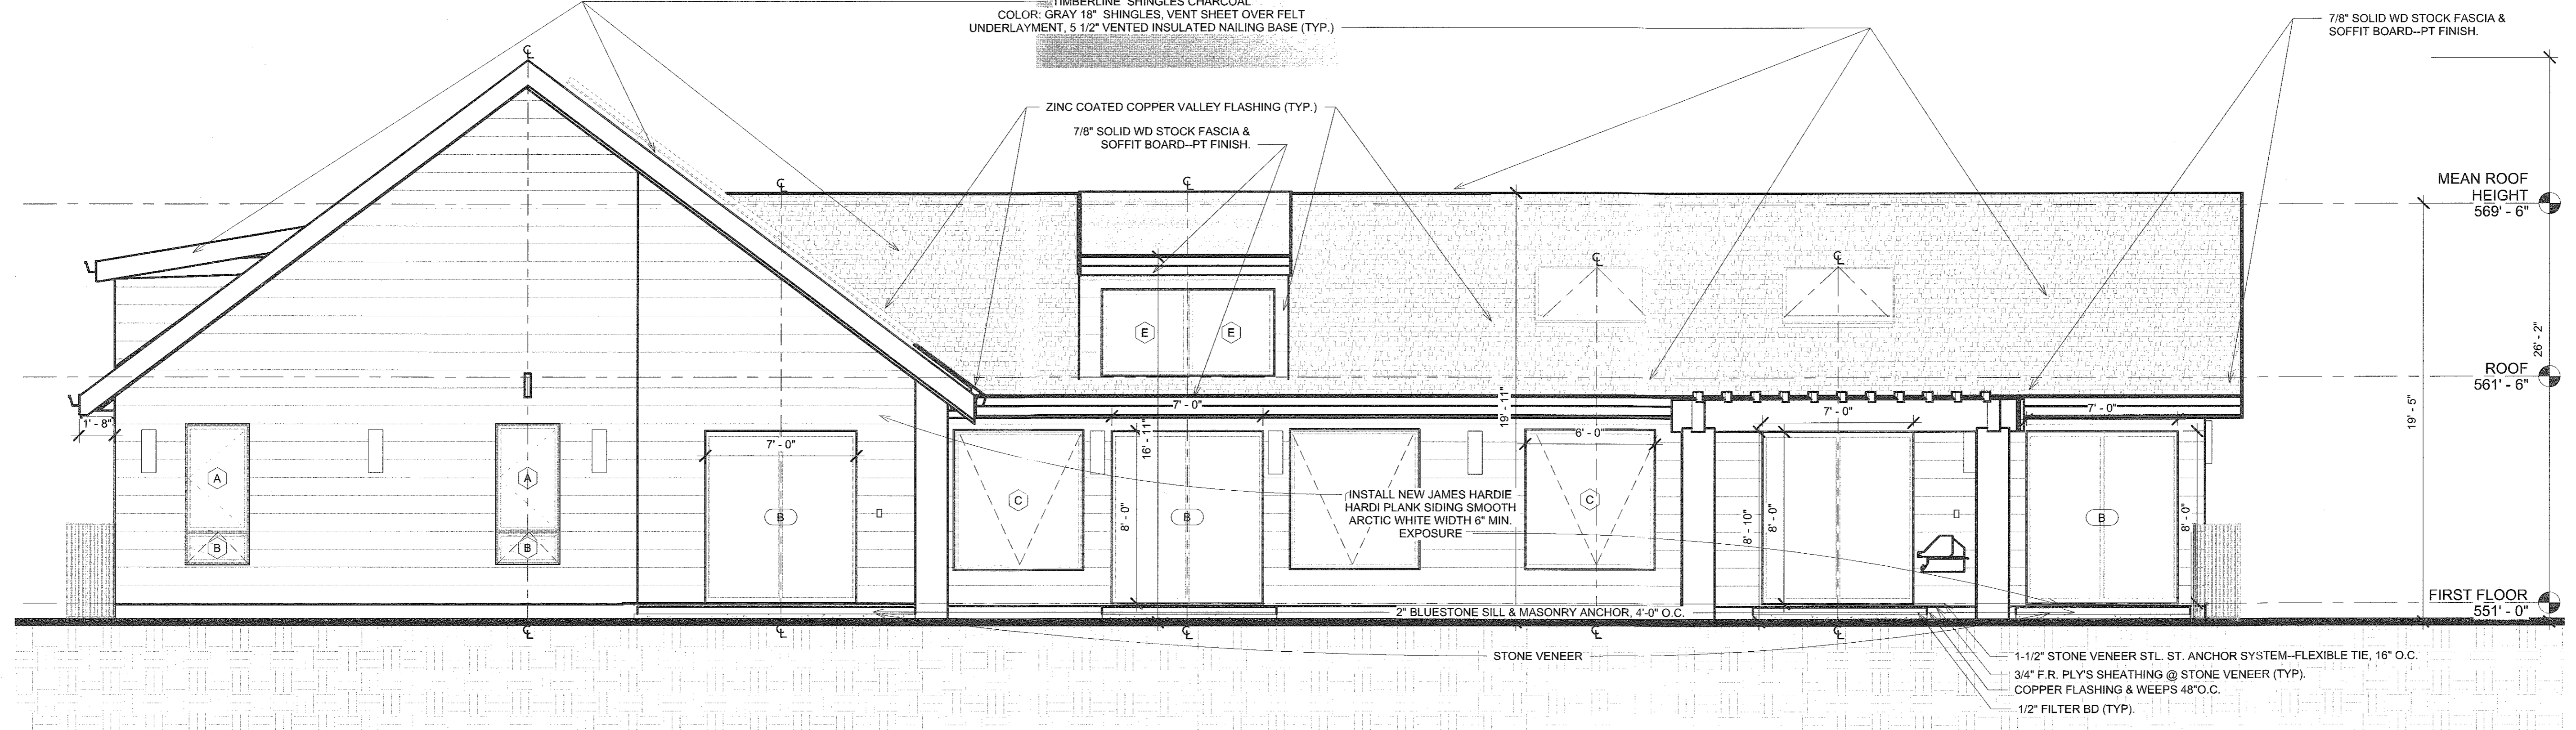 TIMBERLINE SHINGLES CHARCOAL
COLOR: GRAY 18" SHINGLES, VENT SHEET OVER FELT
UNDERLAYMENT, 5 1/2" VENTED INSULATED NAILING BASE (TYP.)
7/8" SOLID WD STOCK FASCIA &
SOFFIT BOARD--PT FINISH.
ZINC COATED COPPER VALLEY FLASHING (TYP.)
7/8" SOLID WD STOCK FASCIA &
SOFFIT BOARD--PT FINISH.
MEAN ROOF
HEIGHT
569' - 6"
E
E
26' - 2"
ROOF
561' - 6"
19' - 11"
19' - 5"
1' - 8"
7' - 0"
7' - 0"
16' - 11"
6' - 0
7' - 0"
7' - 0"
A
B
A
B
B
C
B
8' - 0"
C
8' - 10"
8' - 0"
B
8' - 0"
INSTALL NEW JAMES HARDIE
HARDI PLANK SIDING SMOOTH
ARCTIC WHITE WIDTH 6" MIN.
EXPOSURE
FIRST FLOOR
551' - 0"
2" BLUESTONE SILL & MASONRY ANCHOR, 4'-0" O.C.
STONE VENEER
1-1/2" STONE VENEER STL. ST. ANCHOR SYSTEM--FLEXIBLE TIE, 16" O.C.
3/4" F.R. PLY'S SHEATHING @ STONE VENEER (TYP).
COPPER FLASHING & WEEPS 48"O.C.
1/2" FILTER BD (TYP).